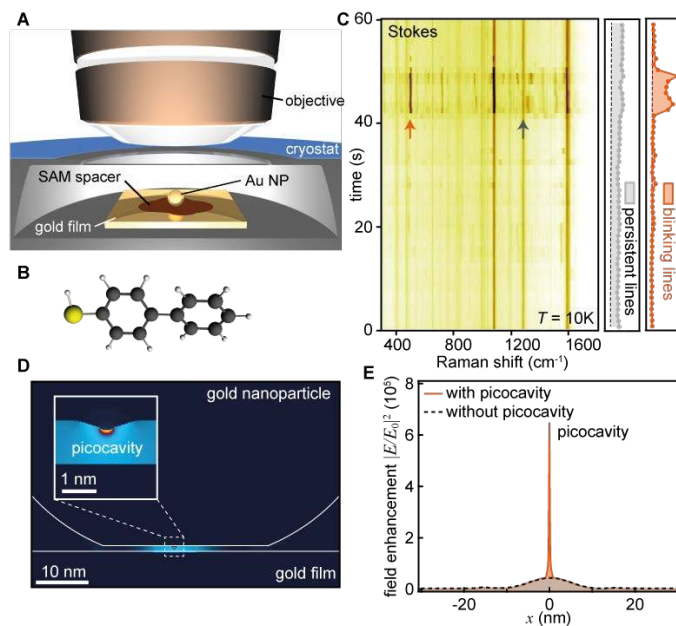 A
objective
cryostat
SAM spacer
Au NP
gold film
B
C
Stokes
T = 10K
time (s)
60
40
20
0
400
800
1200
1600
Raman shift (cm⁻¹)
persistent lines
blinking lines
D
gold nanoparticle
picocavity
1 nm
10 nm
gold film
E
with picocavity
without picocavity
picocavity
field enhancement |E/E₀|² (10⁵)
8
6
4
2
0
-20
0
20
x (nm)